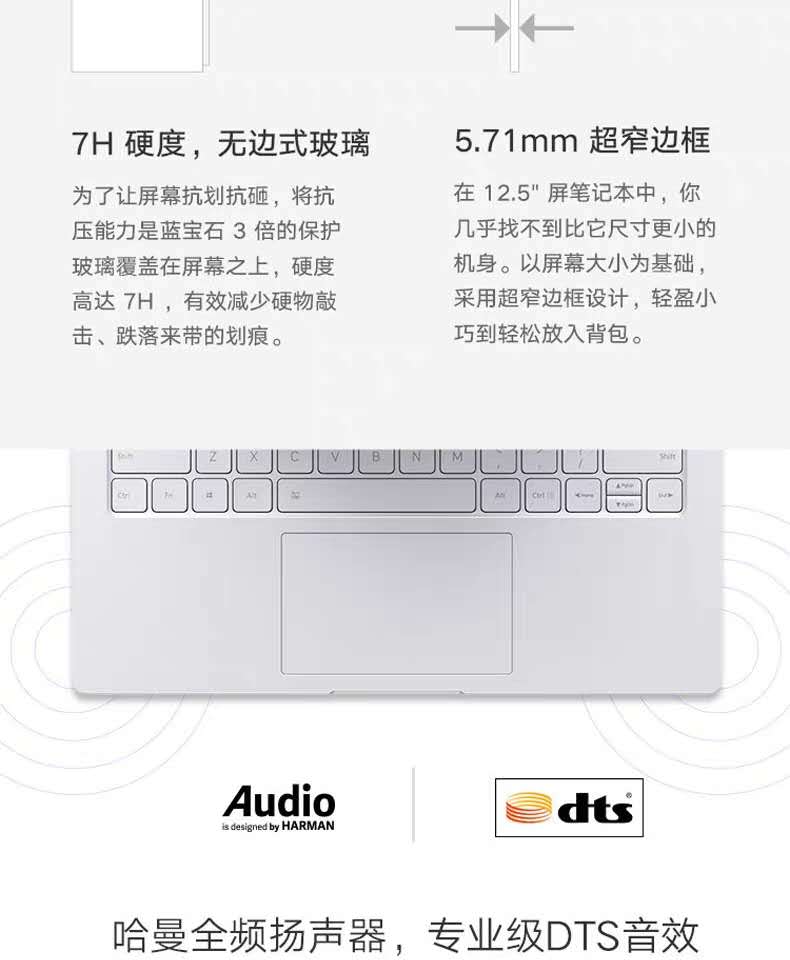 7H 硬度，无边式玻璃
为了让屏幕抗划抗砸，将抗
压能力是蓝宝石 3 倍的保护
玻璃覆盖在屏幕之上，硬度
高达 7H ，有效减少硬物敲
击、跌落来带的划痕。
5.71mm 超窄边框
在 12.5" 屏笔记本中，你
几乎找不到比它尺寸更小的
机身。以屏幕大小为基础，
采用超窄边框设计，轻盈小
巧到轻松放入背包。
Shift Z X C V B N M Shift
Ctrl Fn Alt Alt Ctrl Home PgUp End
PgDn
Audio
is designed by HARMAN
dts®
哈曼全频扬声器，专业级DTS音效